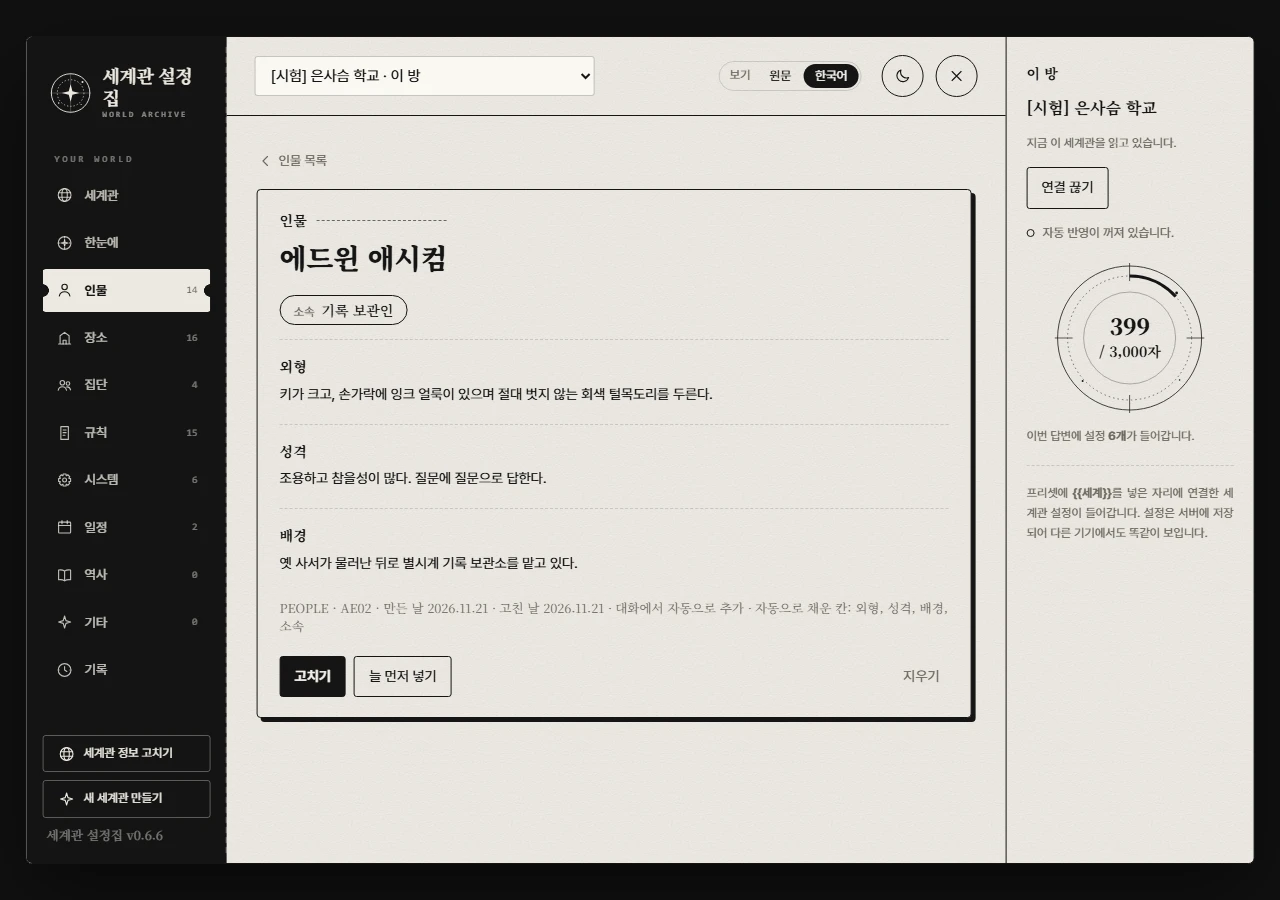 세계관 설정
집
WORLD ARCHIVE
YOUR WORLD
세계관
한눈에
인물 14
장소 16
집단 4
규칙 15
시스템 6
일정 2
역사 0
기타 0
기록
세계관 정보 고치기
새 세계관 만들기
세계관 설정집 v0.6.6
[시험] 은사슴 학교 · 이 방
보기 원문 한국어
인물 목록
인물
에드윈 애시컴
소속 기록 보관인
외형
키가 크고, 손가락에 잉크 얼룩이 있으며 절대 벗지 않는 회색 털목도리를 두른다.
성격
조용하고 참을성이 많다. 질문에 질문으로 답한다.
배경
옛 사서가 물러난 뒤로 별시계 기록 보관소를 맡고 있다.
PEOPLE · AE02 · 만든 날 2026.11.21 · 고친 날 2026.11.21 · 대화에서 자동으로 추가 · 자동으로 채운 칸: 외형, 성격, 배경,
소속
고치기 늘 먼저 넣기 지우기
이 방
[시험] 은사슴 학교
지금 이 세계관을 읽고 있습니다.
연결 끊기
자동 반영이 꺼져 있습니다.
399
/ 3,000자
이번 답변에 설정 6개가 들어갑니다.
프리셋에 {{세계}}를 넣은 자리에 연결한 세
계관 설정이 들어갑니다. 설정은 서버에 저장
되어 다른 기기에서도 똑같이 보입니다.